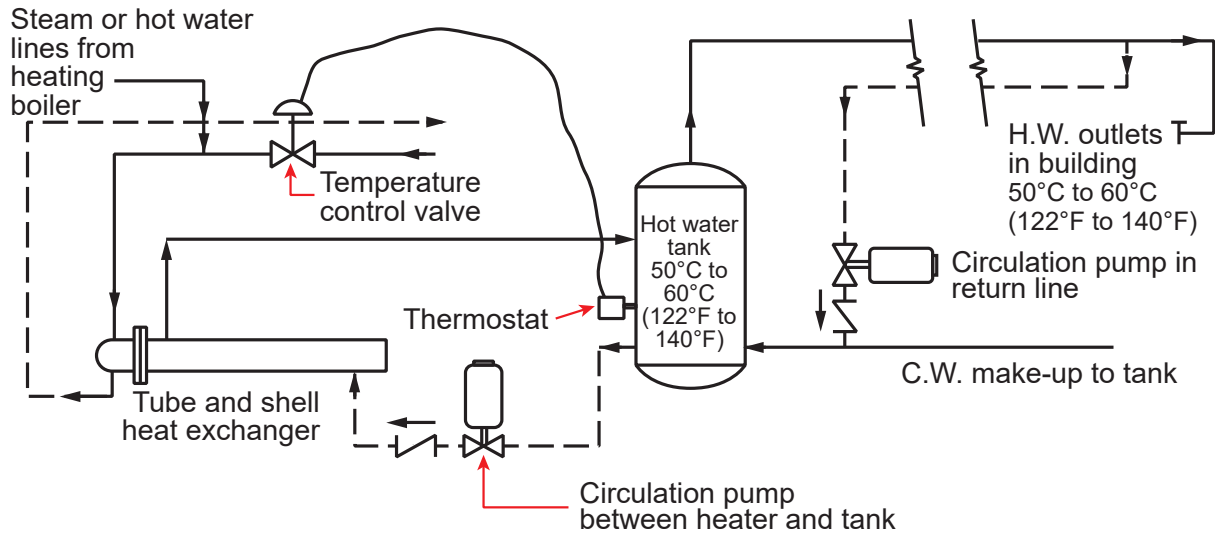 Steam or hot water
lines from
heating
boiler
Temperature
control valve
Thermostat
Tube and shell
heat exchanger
Circulation pump
between heater and tank
Hot water
tank
50°C to
60°C
(122°F to
140°F)
H.W. outlets
in building
50°C to 60°C
(122°F to 140°F)
Circulation pump in
return line
C.W. make-up to tank